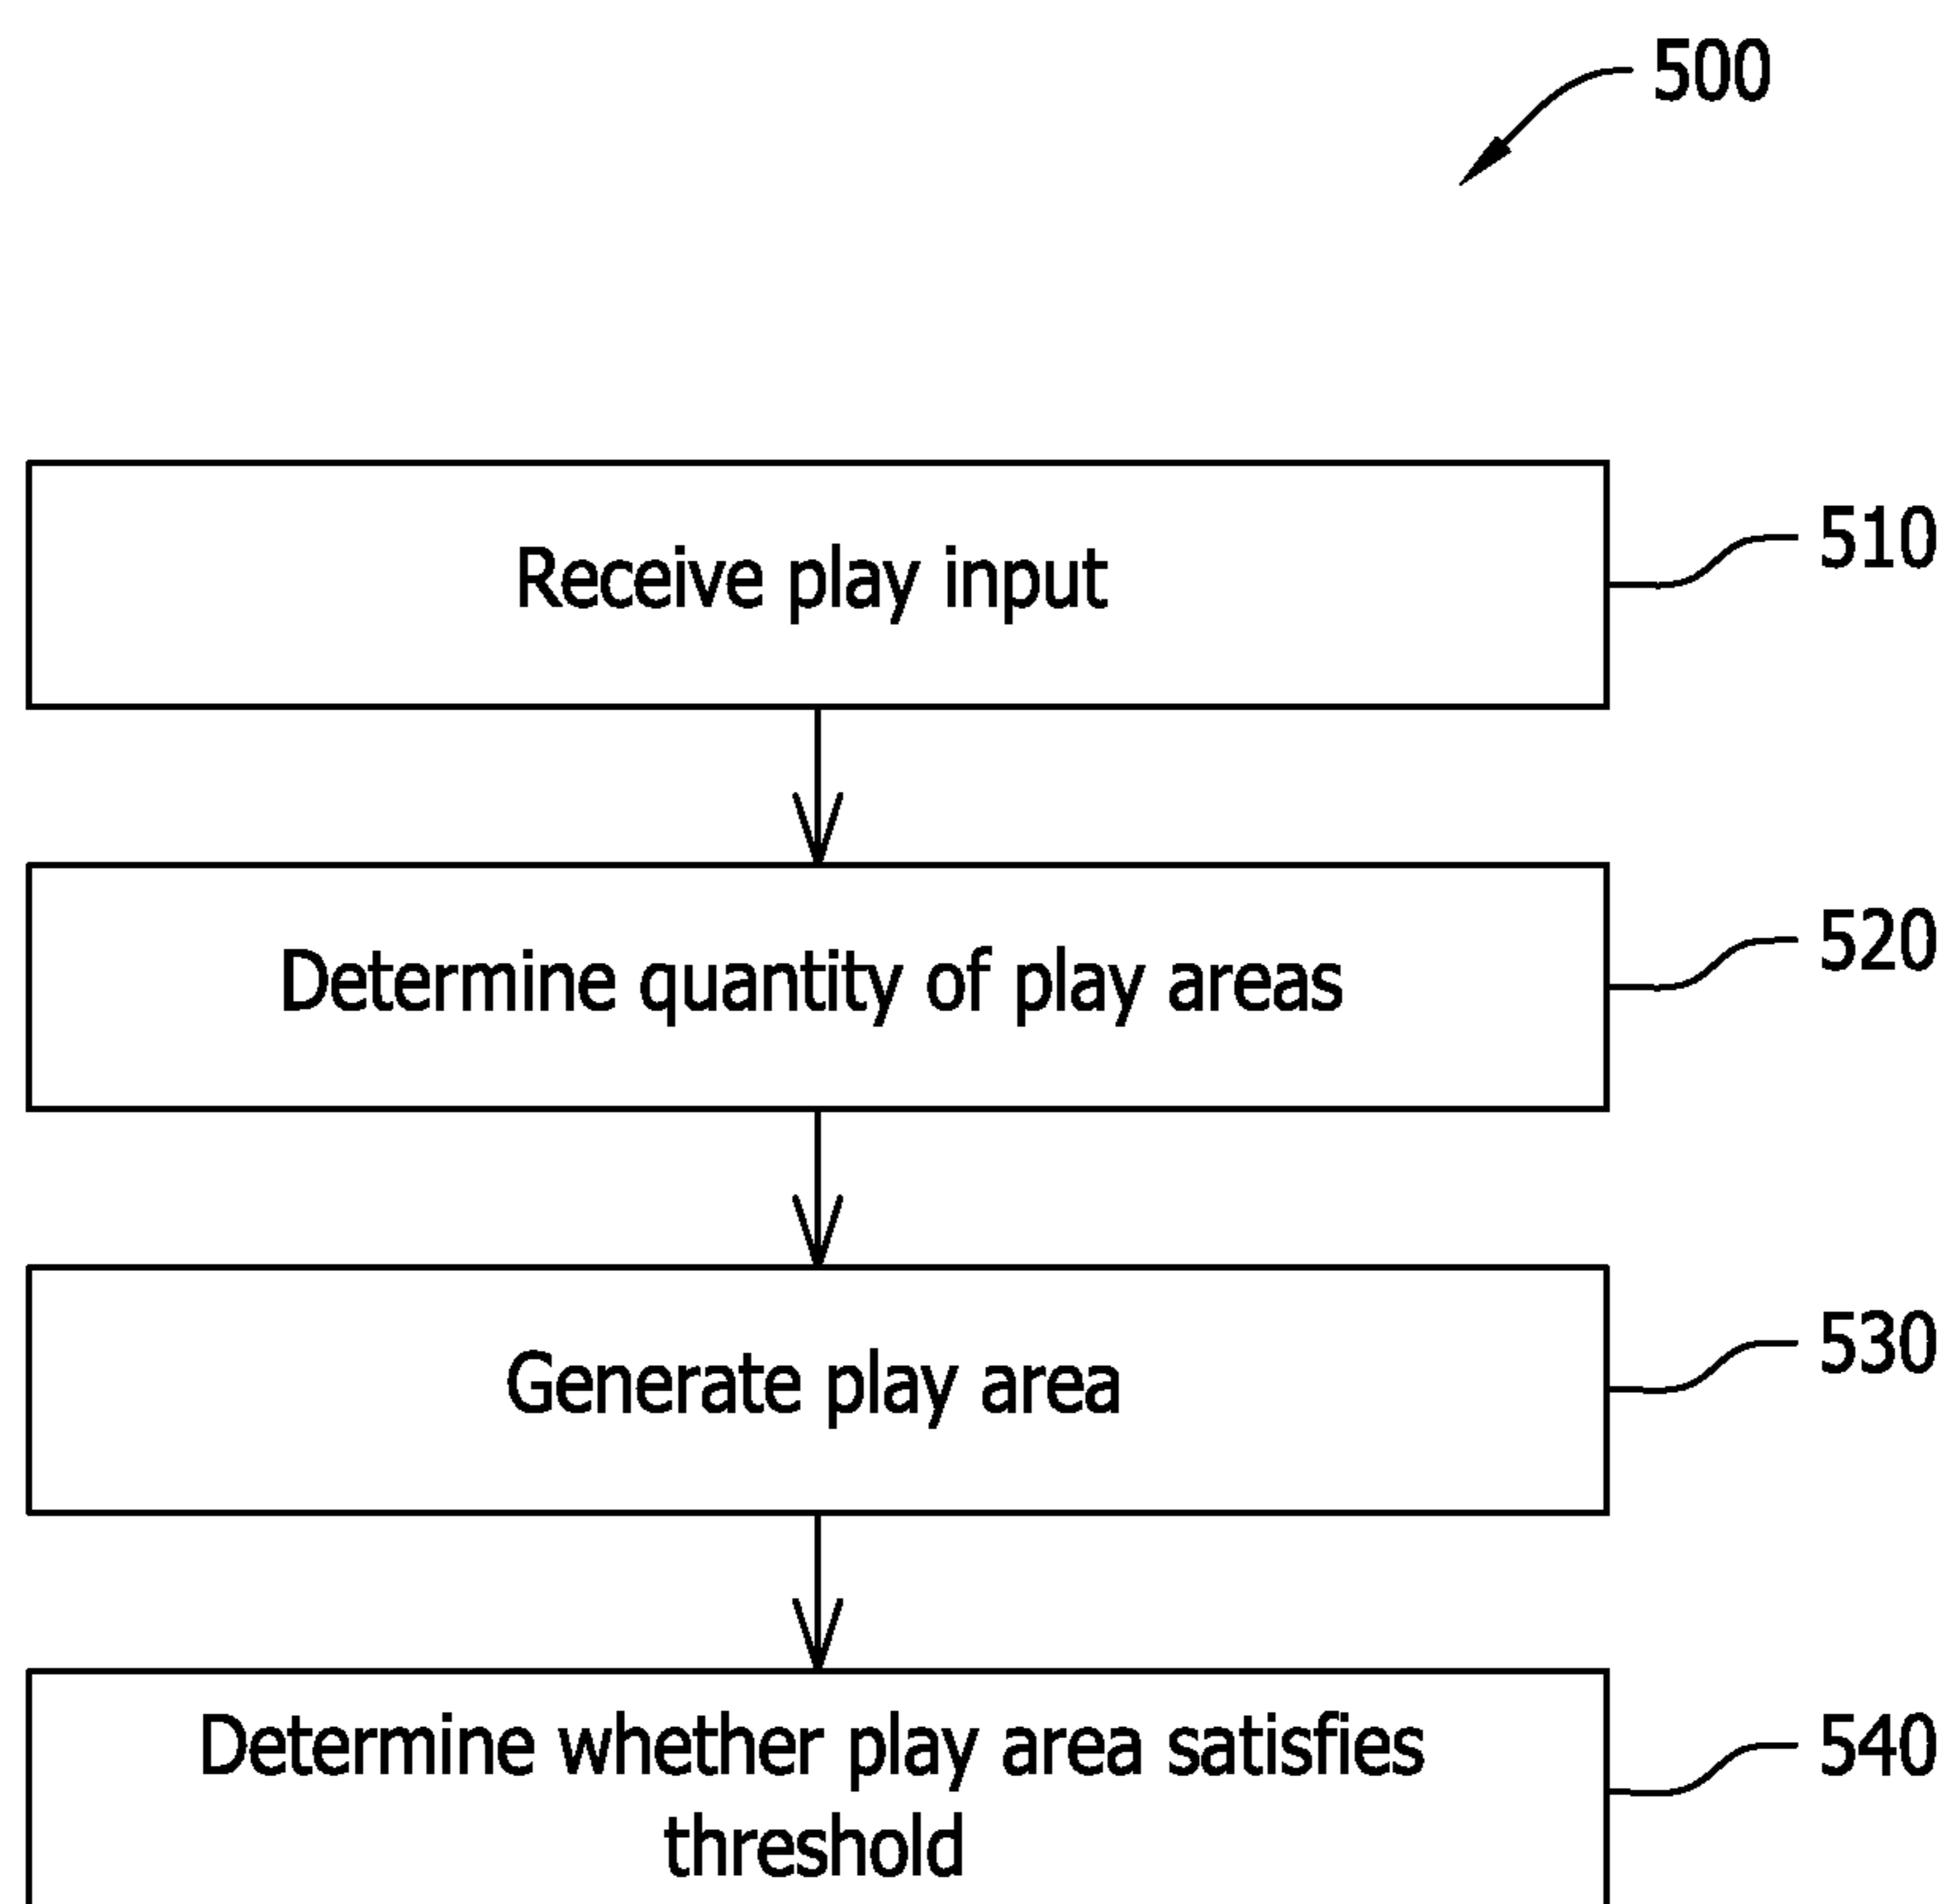 500
Receive play input
510
Determine quantity of play areas
520
Generate play area
530
Determine whether play area satisfies
threshold
540